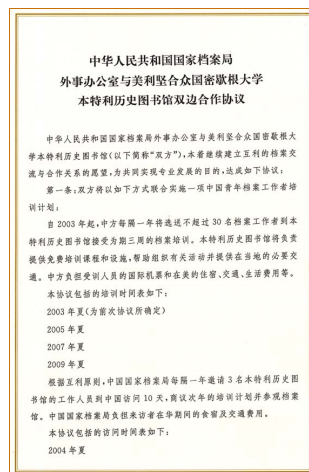 中华人民共和国国家档案局
外事办公室与美利坚合众国密歇根大学
本特利历史图书馆双边合作协议
中华人民共和国国家档案局外事办公室与美利坚合众国密歇根大
学本特利历史图书馆(以下简称“双方”),本着继续建立互利的档案交
流与合作关系的愿望,为共同实现专业发展的目的,达成如下协议:
第一条:双方将以如下方式联合实施一项中国青年档案工作者培
训计划:
自2003年起,中方每隔一年将选送不超过30名档案工作者到本
特利历史图书馆接受为期三周的档案培训。本特利历史图书馆将负责
提供免费培训课程和设施,帮助组织有关活动并提供在当地的必要交
通。中方负担受训人员的国际机票和在美的住宿、交通、生活费用等。
本协议包括的培训时间表如下:
2003年夏(为前次协议所确定)
2005年夏
2007年夏
2009年夏
根据互利原则,中国国家档案局每隔一年邀请3名本特利历史图
书馆的工作人员到中国访问10天,商议次年的培训计划并参观档案
馆。中国国家档案局负担来访者在华期间的食宿及交通费用。
本协议包括的访问时间表如下:
2004年夏